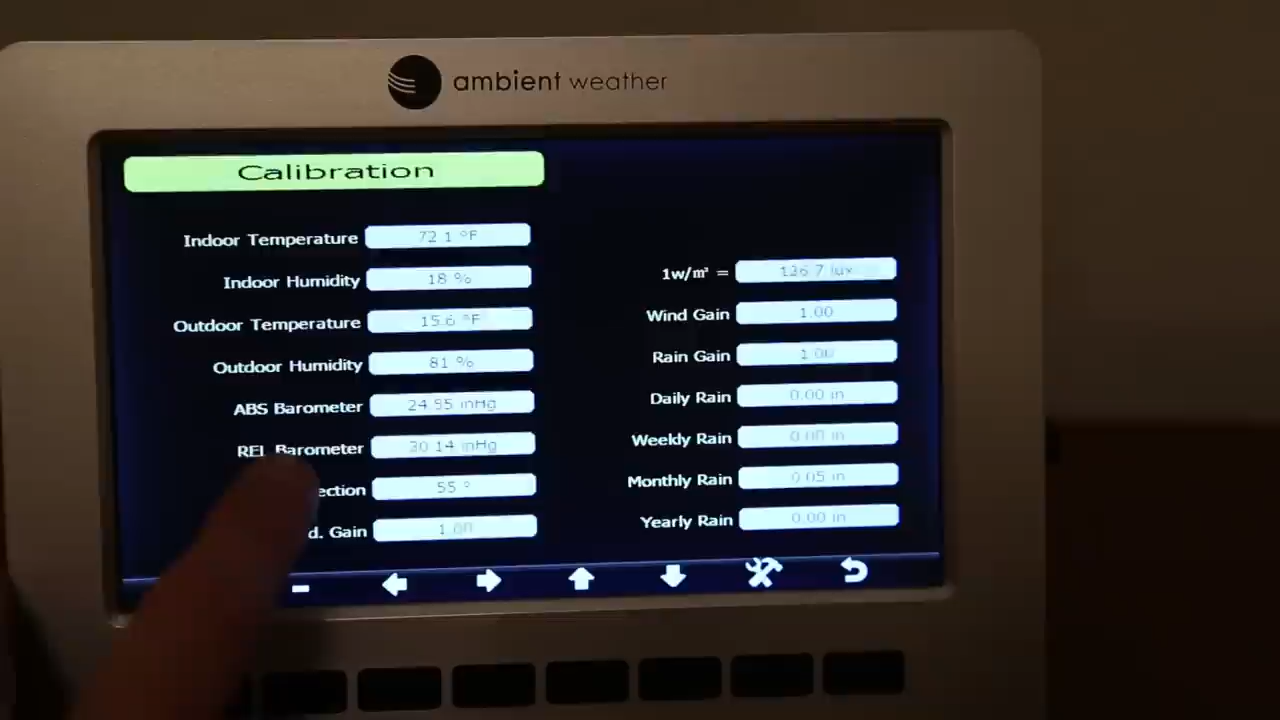 ambient weather
Calibration
Indoor Temperature 72.1 °F
Indoor Humidity 18 %
Outdoor Temperature 15.6 °F
Outdoor Humidity 81 %
ABS Barometer 24.55 inHg
REL Barometer 30.14 inHg
ection 55 °
d. Gain 1.00
1w/m² = 126.7 lux
Wind Gain 1.00
Rain Gain 1.00
Daily Rain 0.00 in
Weekly Rain 0.00 in
Monthly Rain 0.05 in
Yearly Rain 0.00 in